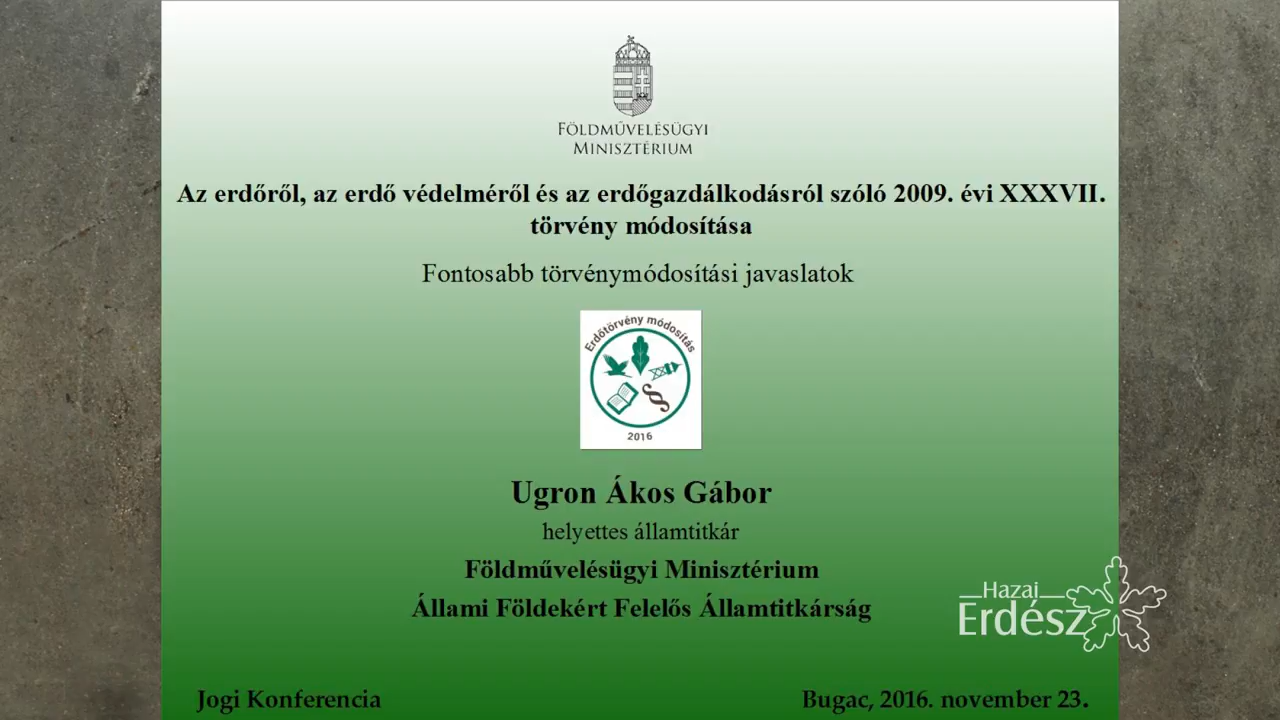 FÖLDMŰVELÉSÜGYI
MINISZTÉRIUM
Az erdőről, az erdő védelméről és az erdőgazdálkodásról szóló 2009. évi XXXVII.
törvény módosítása
Fontosabb törvénymódosítási javaslatok
Erdőtörvény módosítás
2016
Ugron Ákos Gábor
helyettes államtitkár
Földművelésügyi Minisztérium
Állami Földekért Felelős Államtitkárság
Hazai
Erdész
Jogi Konferencia
Bugac, 2016. november 23.